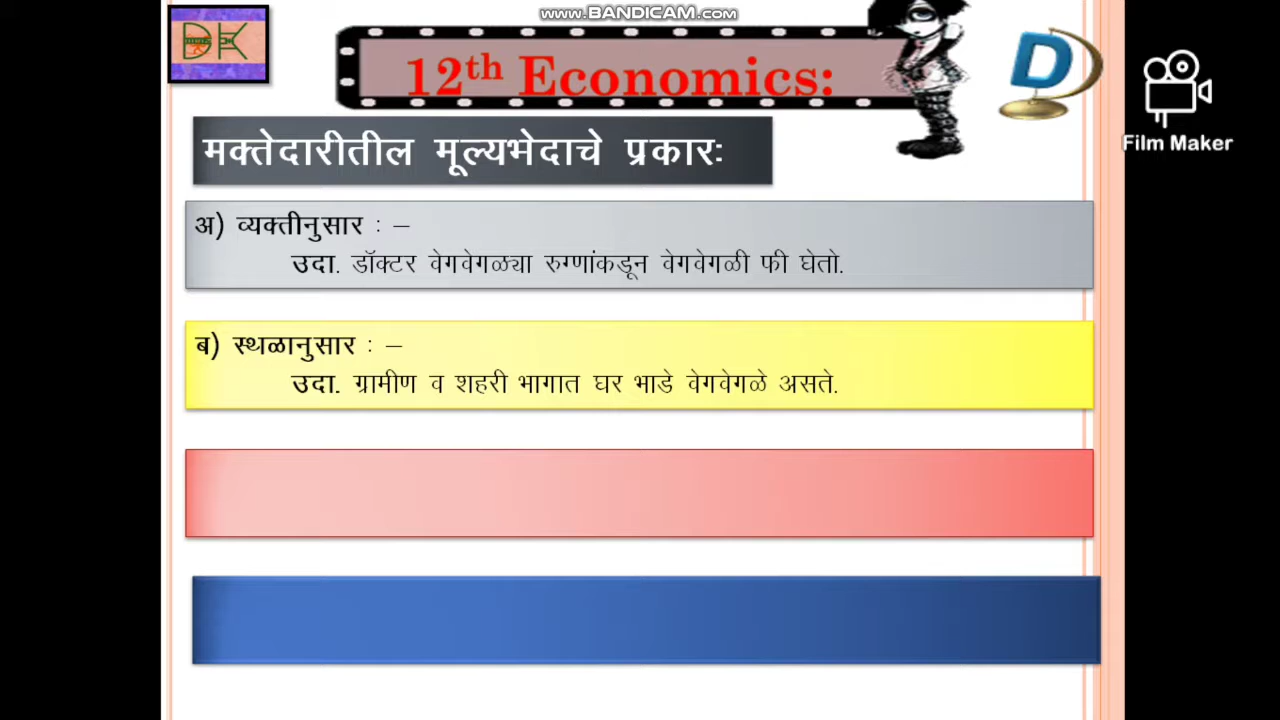 www.BANDICAM.com
DK
12th Economics:
D
Film Maker
मक्तेदारीतील मूल्यभेदाचे प्रकारः
अ) व्यक्तीनुसार : –
उदा. डॉक्टर वेगवेगळ्या रुग्णांकडून वेगवेगळी फी घेतो.
ब) स्थळानुसार : –
उदा. ग्रामीण व शहरी भागात घर भाडे वेगवेगळे असते.